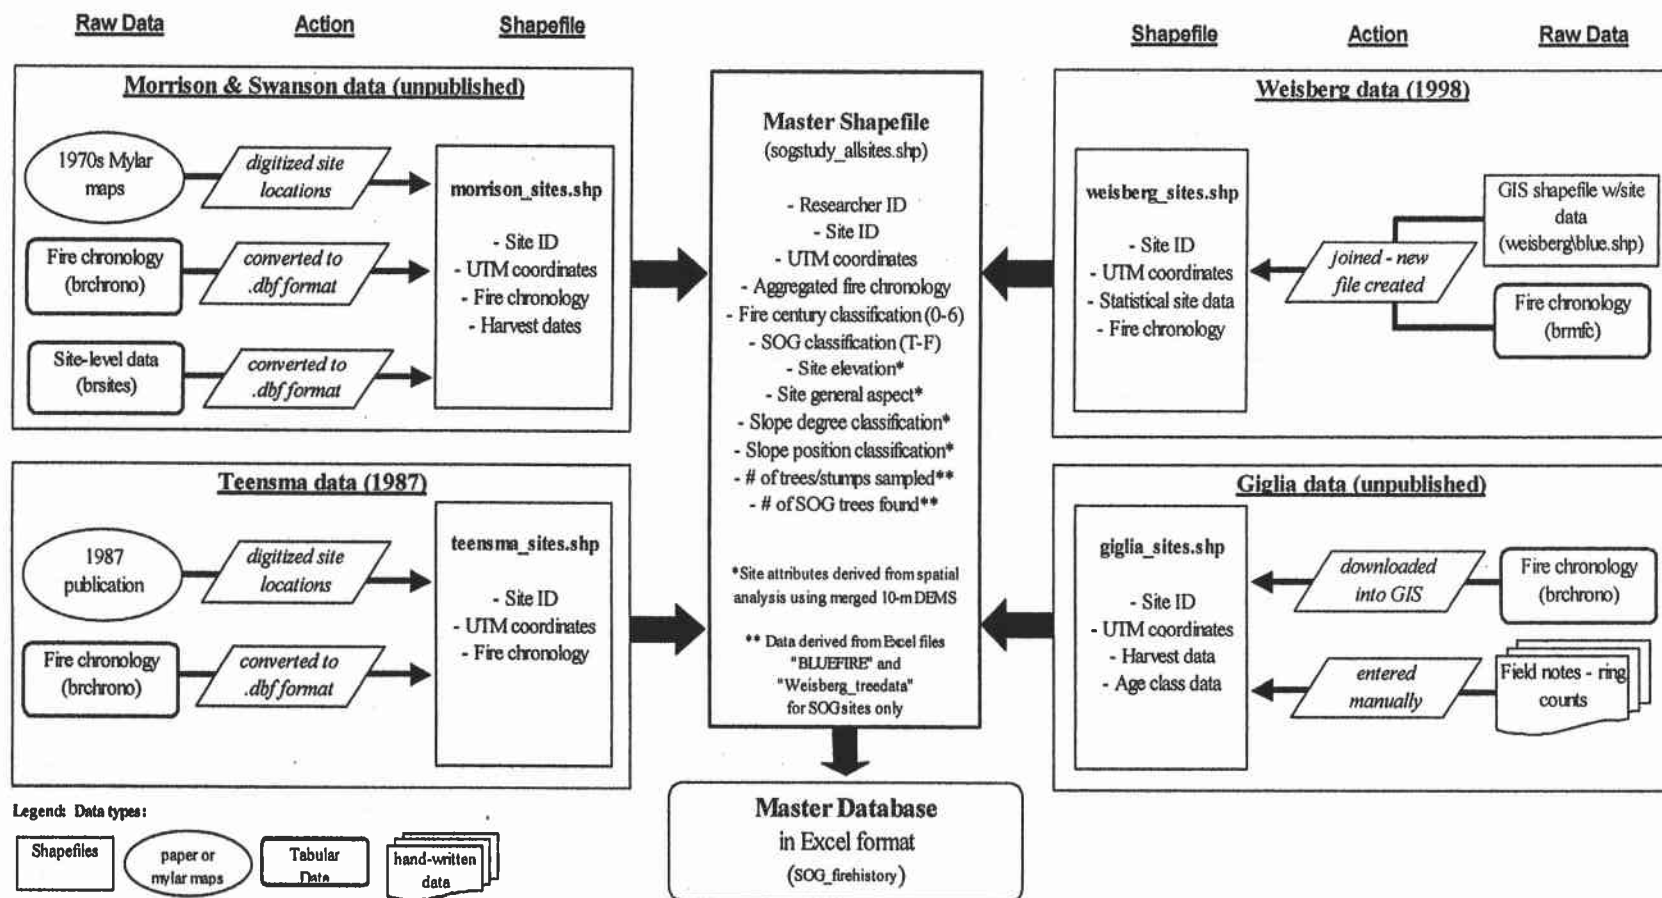 Raw Data
Action
Shapefile
Morrison & Swanson data (unpublished)
1970s Mylar
maps
digitized site
locations
Fire chronology
(brchrono)
converted to
.dbf format
Site-level data
(brsites)
converted to
.dbf format
morrison_sites.shp
- Site ID
- UTM coordinates
- Fire chronology
- Harvest dates
Teensma data (1987)
1987
publication
digitized site
locations
Fire chronology
(brchrono)
converted to
.dbf format
teensma_sites.shp
- Site ID
- UTM coordinates
- Fire chronology
Master Shapefile
(sogstudy_allsites.shp)
- Researcher ID
- Site ID
- UTM coordinates
- Aggregated fire chronology
- Fire century classification (0-6)
- SOG classification (T-F)
- Site elevation*
- Site general aspect*
- Slope degree classification*
- Slope position classification*
- # of trees/stumps sampled**
- # of SOG trees found**
*Site attributes derived from spatial
analysis using merged 10-m DEMS
** Data derived from Excel files
"BLUEFIRE" and
"Weisberg_treedata"
for SOG sites only
Master Database
in Excel format
(SOG_firehistory)
Shapefile
Action
Raw Data
Weisberg data (1998)
weisberg_sites.shp
- Site ID
- UTM coordinates
- Statistical site data
- Fire chronology
joined - new
file created
GIS shapefile w/site
data
(weisberg\blue.shp)
Fire chronology
(brmfc)
Giglia data (unpublished)
giglia_sites.shp
- Site ID
- UTM coordinates
- Harvest data
- Age class data
downloaded
into GIS
Fire chronology
(brchrono)
entered
manually
Field notes - ring
counts
Legend: Data types:
Shapefiles
paper or
mylar maps
Tabular
Data
hand-written
data